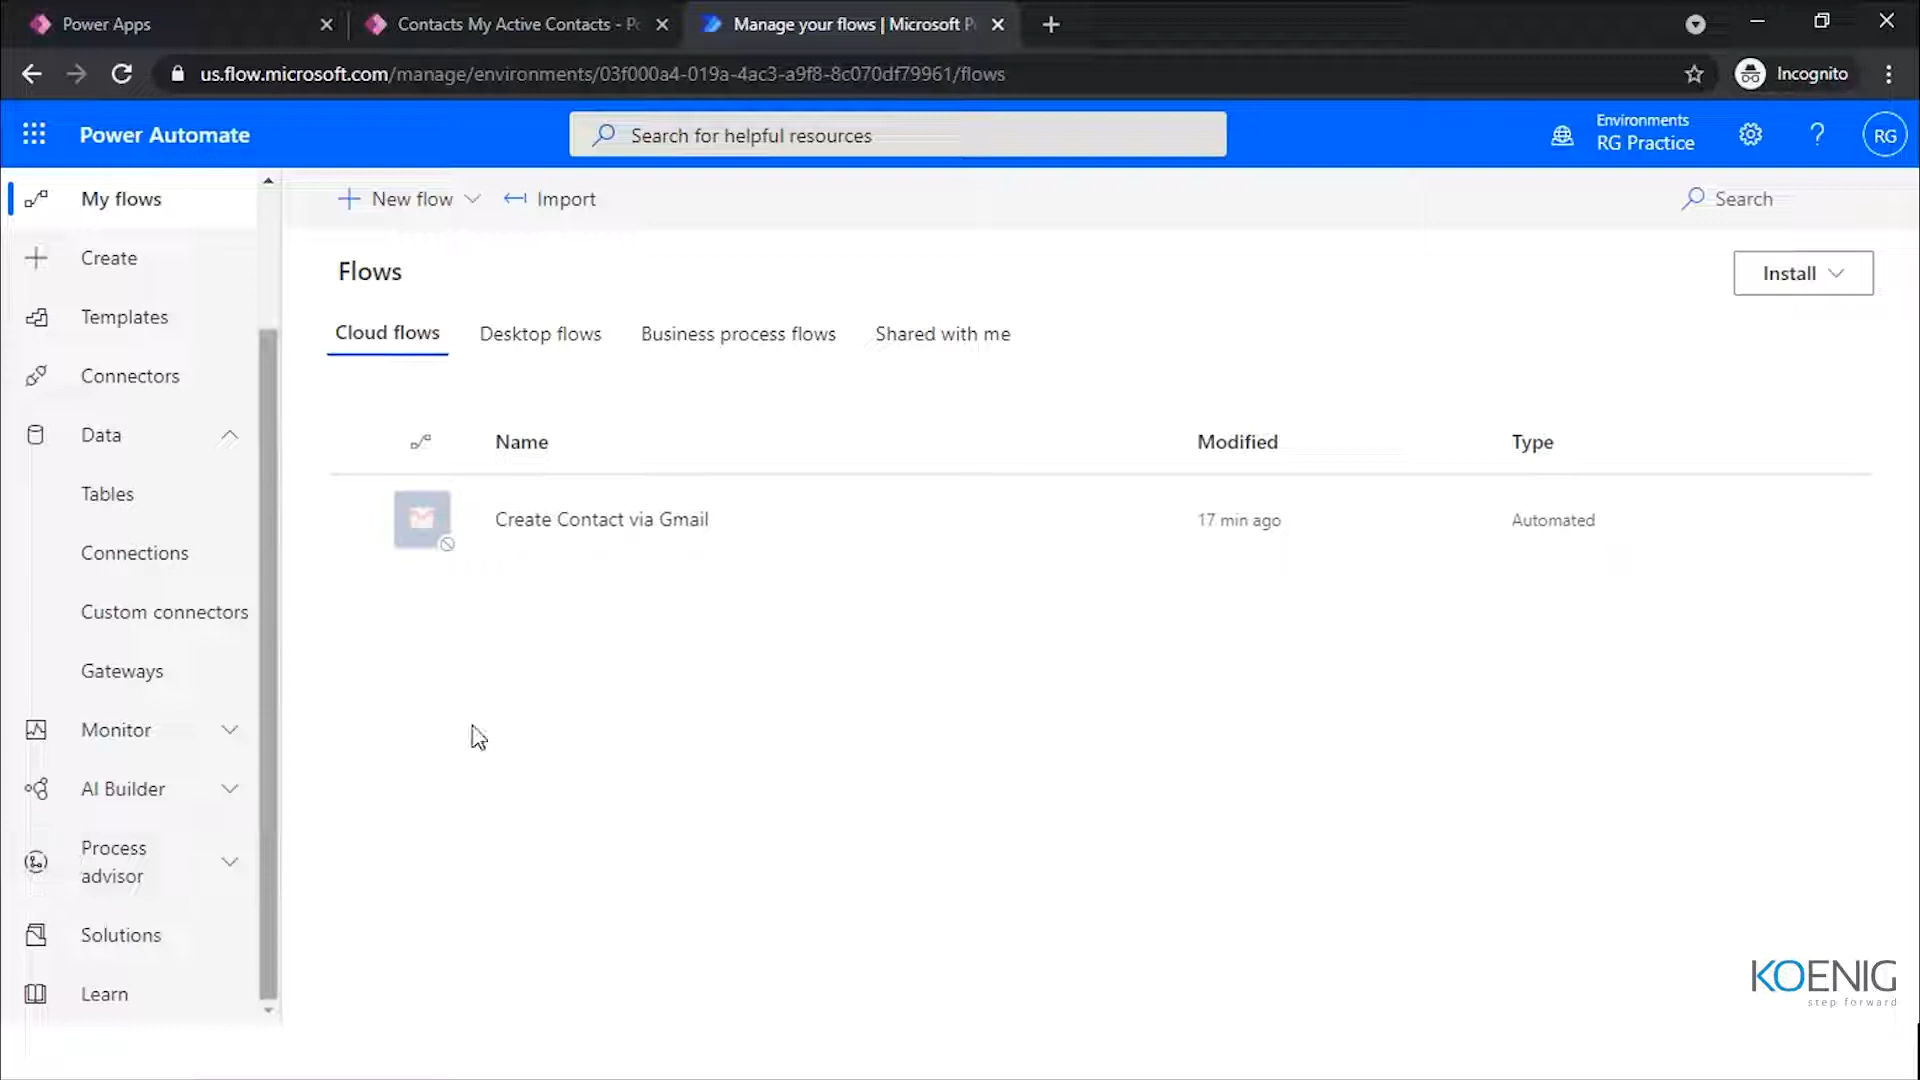 Power Apps
Contacts My Active Contacts - Po
Manage your flows | Microsoft P
us.flow.microsoft.com/manage/environments/03f000a4-019a-4ac3-a9f8-8c070df79961/flows
Incognito
Power Automate
Search for helpful resources
Environments
RG Practice
?
RG
My flows
Create
Templates
Connectors
Data
Tables
Connections
Custom connectors
Gateways
Monitor
AI Builder
Process
advisor
Solutions
Learn
New flow
Import
Search
Flows
Install
Cloud flows
Desktop flows
Business process flows
Shared with me
Name
Modified
Type
Create Contact via Gmail
17 min ago
Automated
KOENIG
step forward